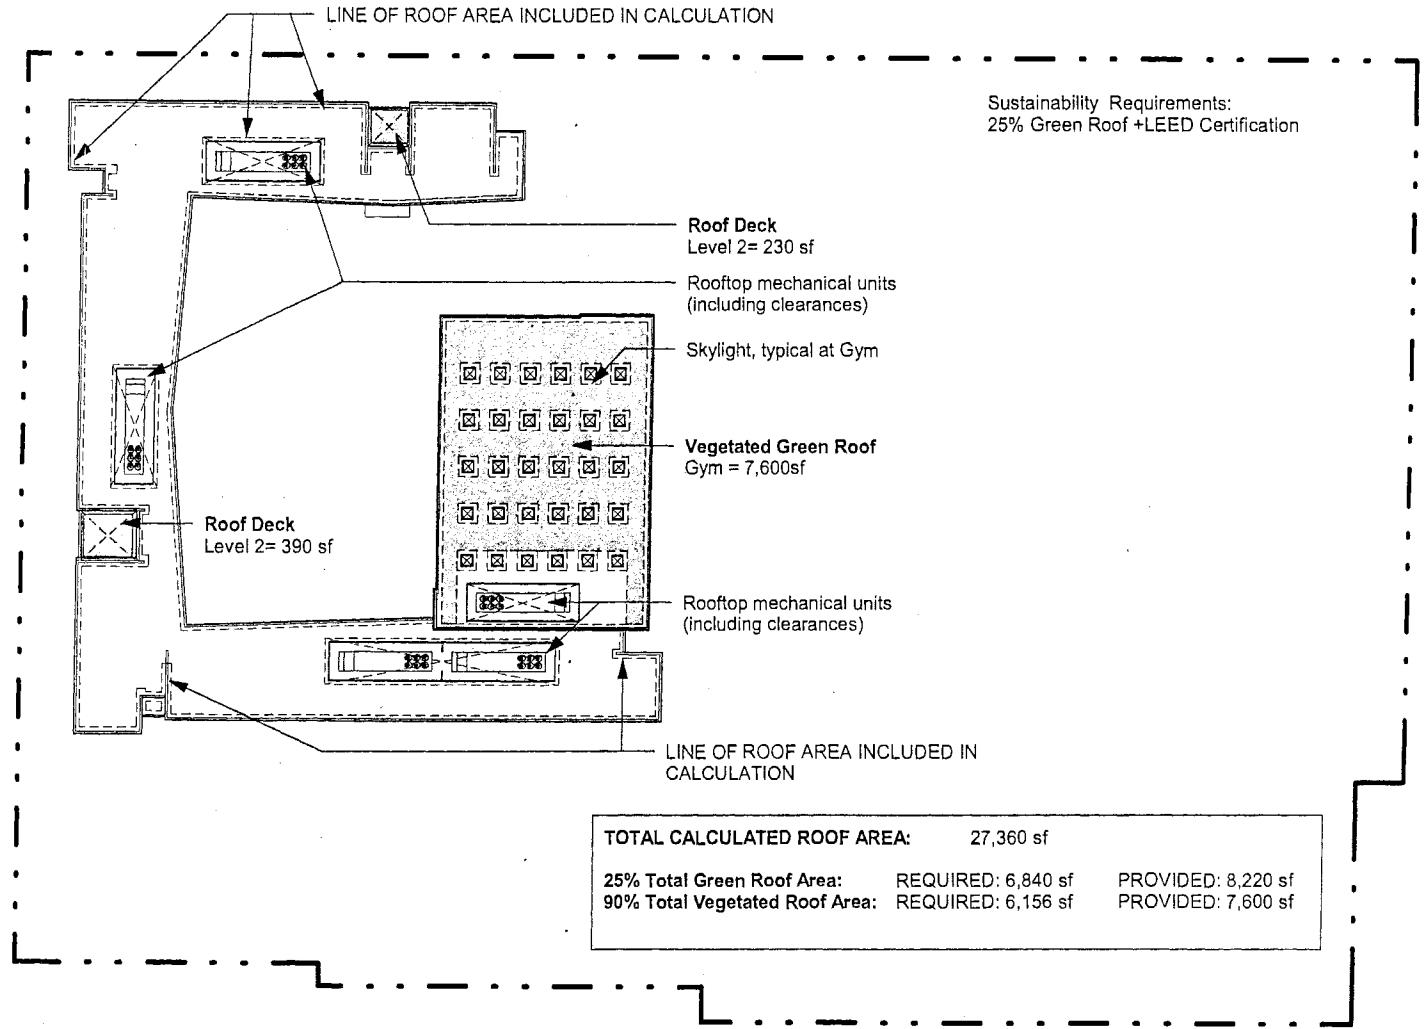 LINE OF ROOF AREA INCLUDED IN CALCULATION
Sustainability Requirements:
25% Green Roof +LEED Certification
Roof Deck
Level 2= 230 sf
Rooftop mechanical units
(including clearances)
Skylight, typical at Gym
Vegetated Green Roof
Gym = 7,600sf
Roof Deck
Level 2= 390 sf
Rooftop mechanical units
(including clearances)
LINE OF ROOF AREA INCLUDED IN
CALCULATION
TOTAL CALCULATED ROOF AREA: 27,360 sf
25% Total Green Roof Area: REQUIRED: 6,840 sf PROVIDED: 8,220 sf
90% Total Vegetated Roof Area: REQUIRED: 6,156 sf PROVIDED: 7,600 sf